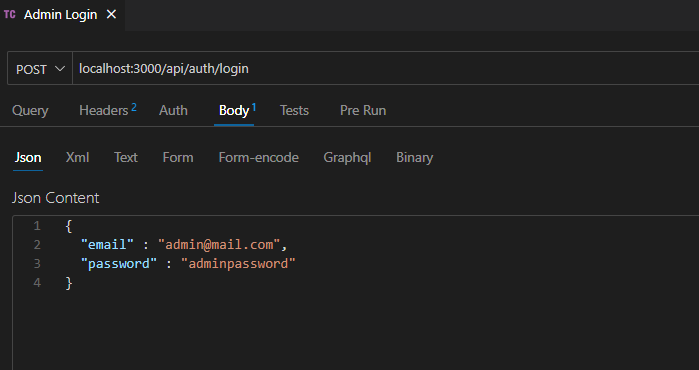 TC Admin Login ×
POST localhost:3000/api/auth/login
Query Headers 2 Auth Body 1 Tests Pre Run
Json Xml Text Form Form-encode Graphql Binary
Json Content
1 {
2 "email" : "admin@mail.com",
3 "password" : "adminpassword"
4 }